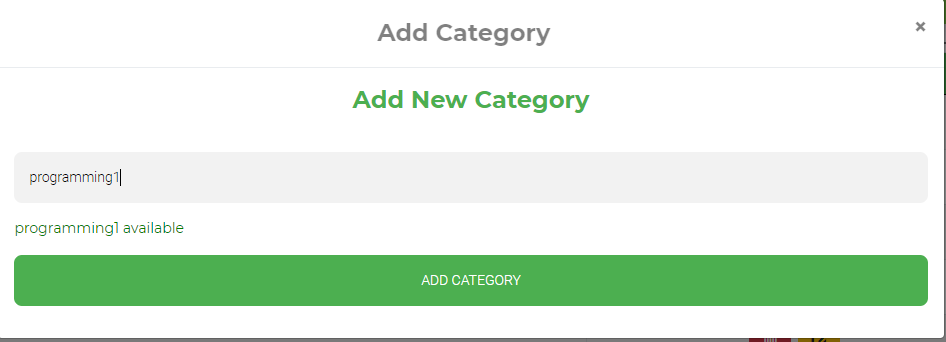 Add Category
×
Add New Category
programming1
programming1 available
ADD CATEGORY